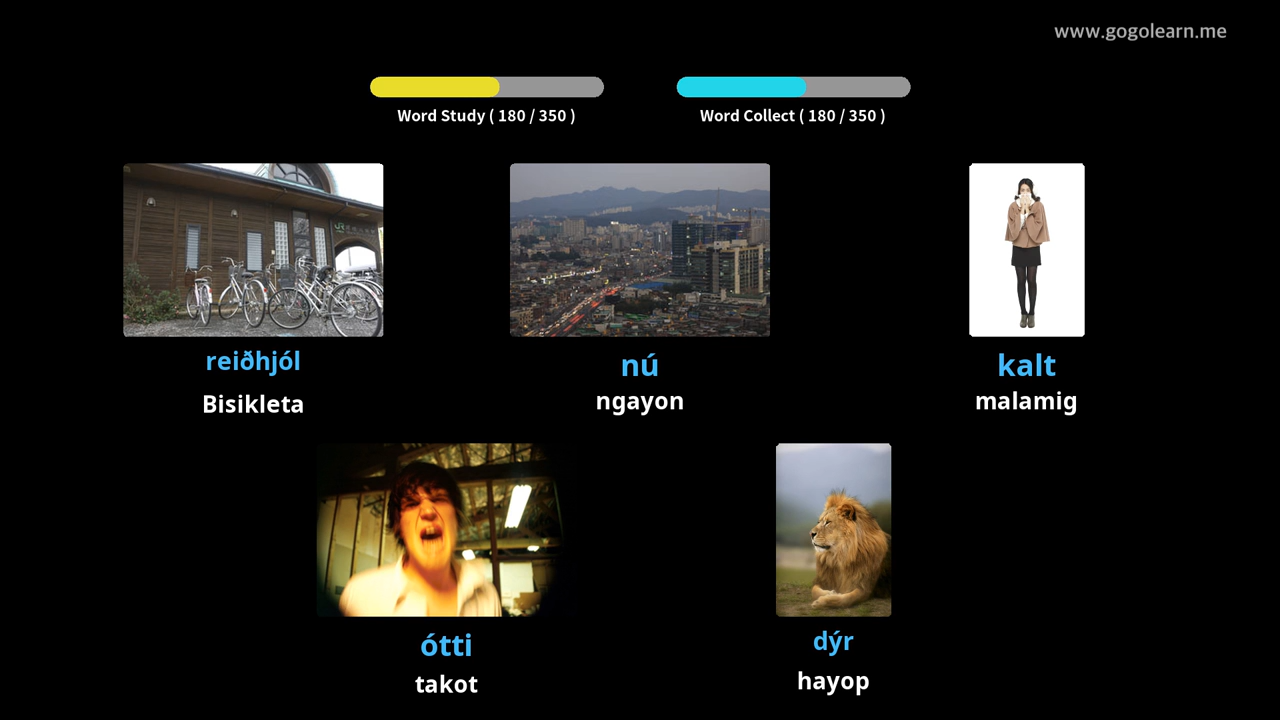 www.gogolearn.me
Word Study ( 180 / 350 )
Word Collect ( 180 / 350 )
JR
reiðhjól
Bisikleta
nú
ngayon
kalt
malamig
ótti
takot
dýr
hayop